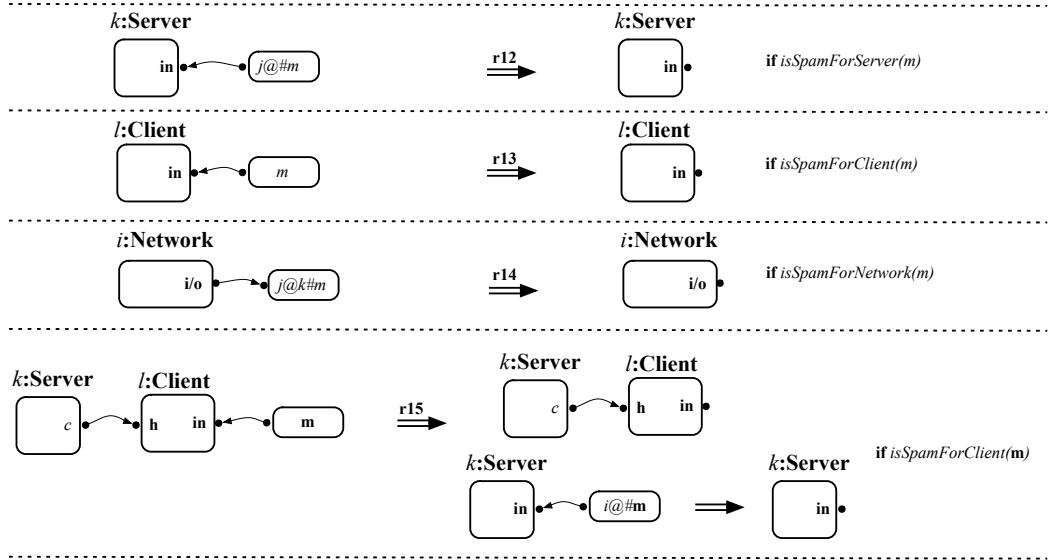 k:Server k:Server
in j@#m r12 in if isSpamForServer(m)
l:Client l:Client
in m r13 in if isSpamForClient(m)
i:Network i:Network
i/o j@k#m r14 i/o if isSpamForNetwork(m)
k:Server l:Client
c h in m r15
k:Server l:Client
c h in
if isSpamForClient(m)
k:Server k:Server
in i@#m in